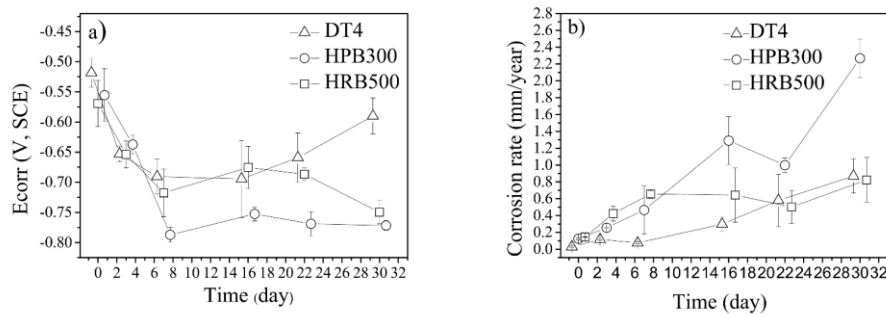 a)
DT4
HPB300
HRB500
-0.50
-0.55
-0.60
-0.65
-0.70
-0.75
-0.80
Ecorr (V, SCE)
0 2 4 6 8 10 12 14 16 18 20 22 24 26 28 30 32
Time (day)
b)
DT4
HPB300
HRB500
2.8
2.6
2.4
2.2
2.0
1.8
1.6
1.4
1.2
1.0
0.8
0.6
0.4
0.2
0.0
Corrosion rate (mm/year)
0 2 4 6 8 10 12 14 16 18 20 22 24 26 28 30 32
Time (day)